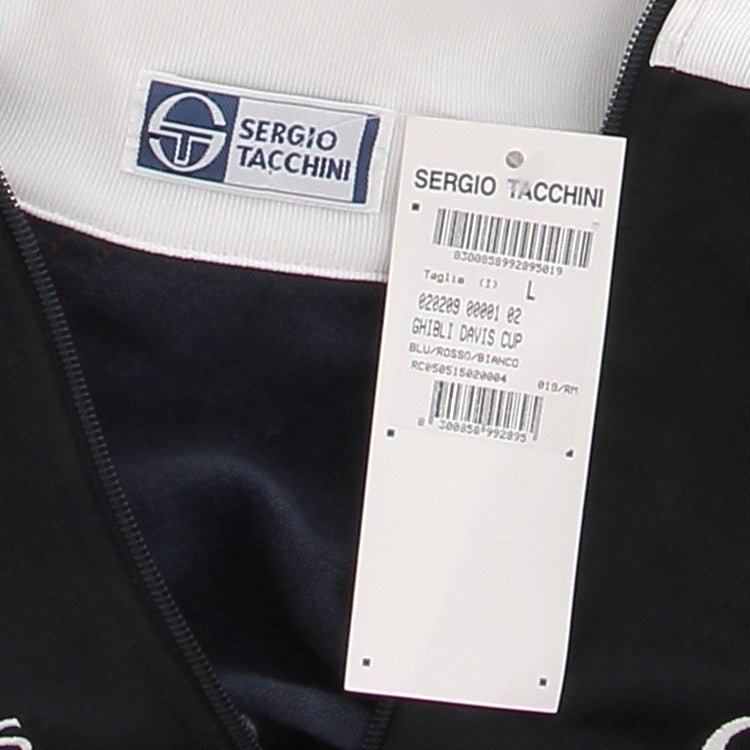 SERGIO
TACCHINI
SERGIO TACCHINI
8300858992895019
Taglia (I) L
020209 00001 02
GHIBLI DAVIS CUP
BLU/ROSSO/BIANCO
RC050515020004 019/RM
8 300858 992895